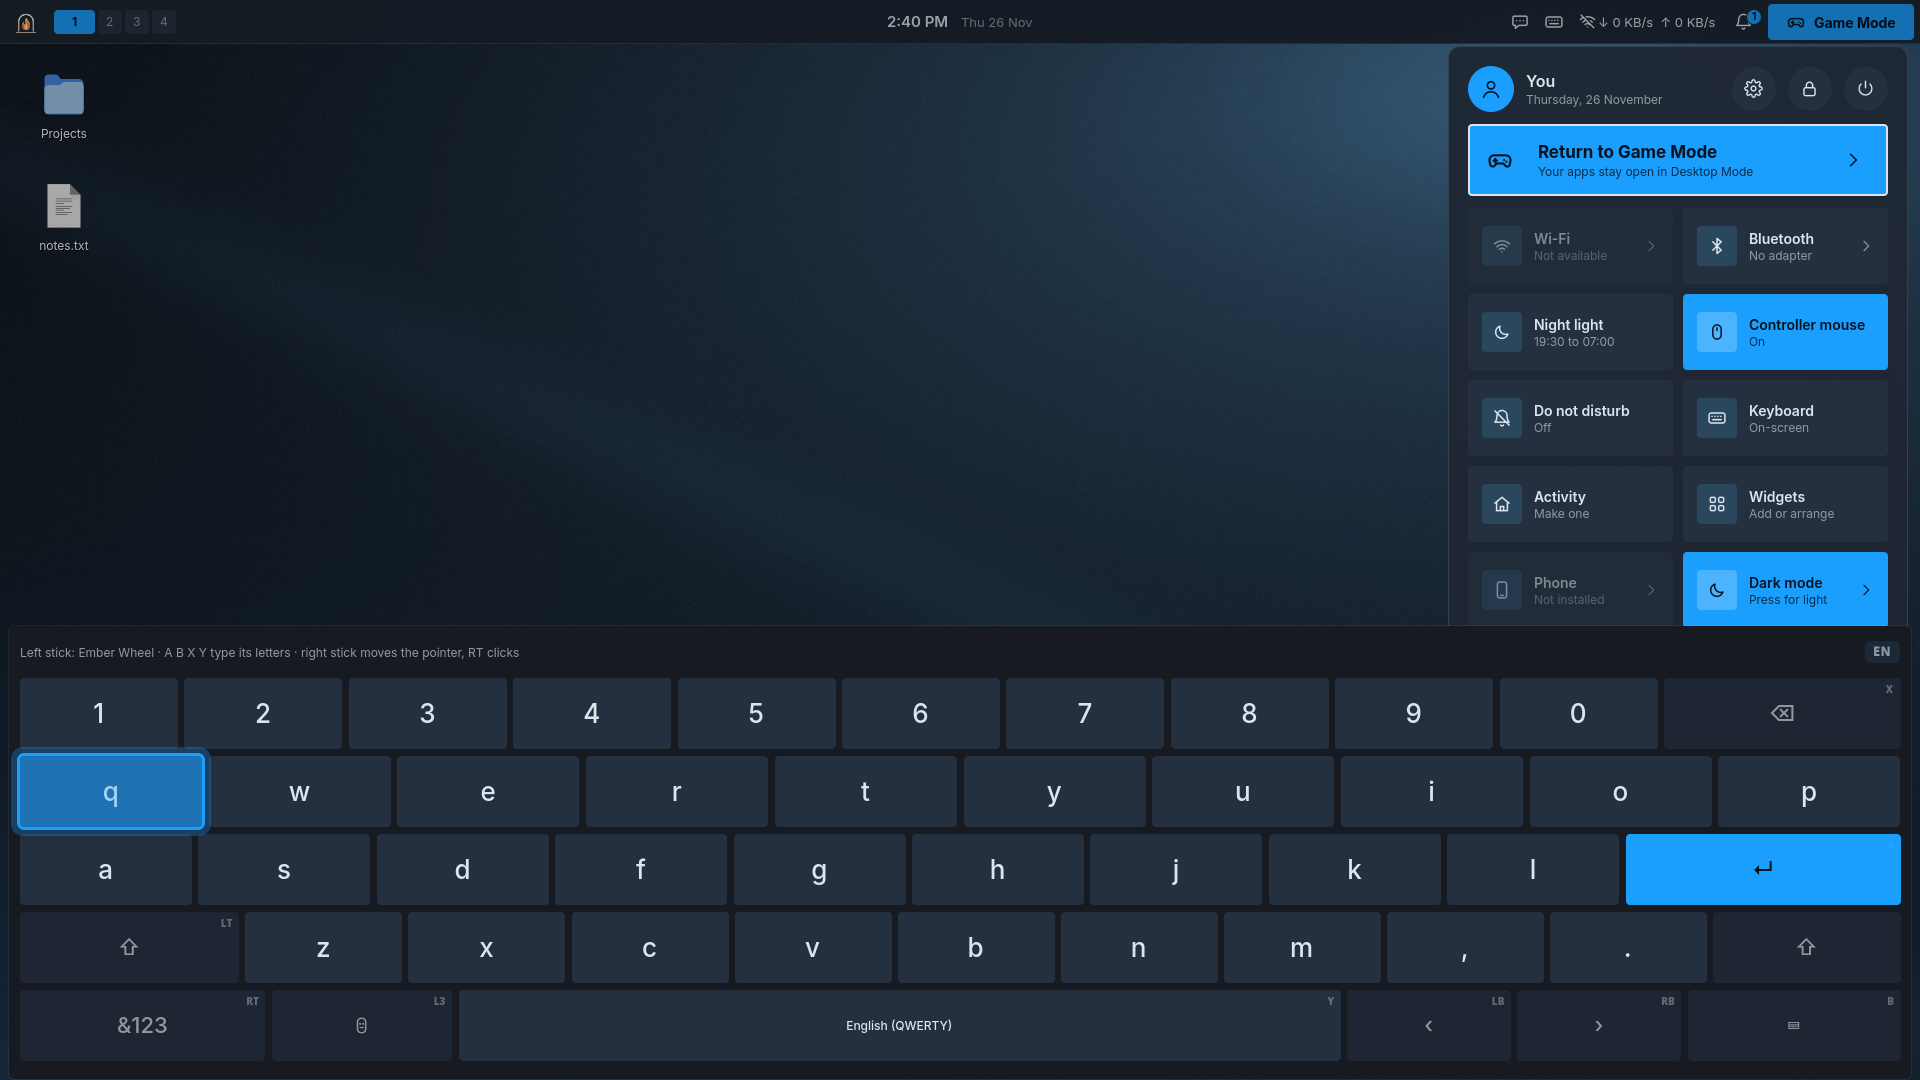 1 2 3 4
2:40 PM Thu 26 Nov
↓ 0 KB/s ↑ 0 KB/s
1
Game Mode
Projects
notes.txt
You
Thursday, 26 November
Return to Game Mode
Your apps stay open in Desktop Mode
Wi-Fi
Not available
Bluetooth
No adapter
Night light
19:30 to 07:00
Controller mouse
On
Do not disturb
Off
Keyboard
On-screen
Activity
Make one
Widgets
Add or arrange
Phone
Not installed
Dark mode
Press for light
Left stick: Ember Wheel · A B X Y type its letters · right stick moves the pointer, RT clicks
EN
1 2 3 4 5 6 7 8 9 0 X
q w e r t y u i o p
a s d f g h j k l
LT z x c v b n m , .
&123 RT L3 English (QWERTY) Y ‹ LB › RB B